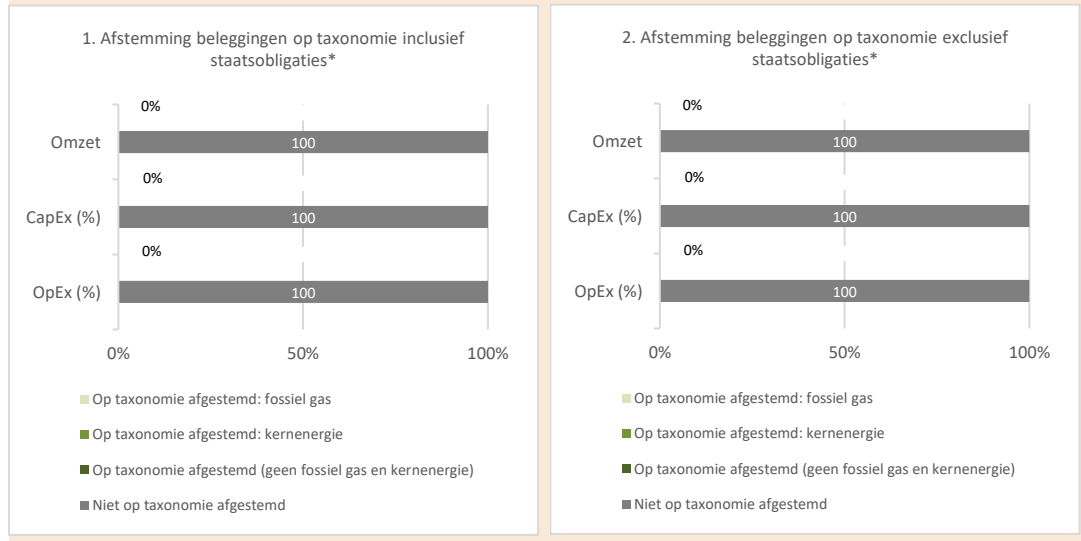 1. Afstemming beleggingen op taxonomie inclusief
staatsobligaties*
0%
Omzet
100
0%
CapEx (%)
100
0%
OpEx (%)
100
0%
50%
100%
Op taxonomie afgestemd: fossiel gas
Op taxonomie afgestemd: kernenergie
Op taxonomie afgestemd (geen fossiel gas en kernenergie)
Niet op taxonomie afgestemd
2. Afstemming beleggingen op taxonomie exclusief
staatsobligaties*
0%
Omzet
100
0%
CapEx (%)
100
0%
OpEx (%)
100
0%
50%
100%
Op taxonomie afgestemd: fossiel gas
Op taxonomie afgestemd: kernenergie
Op taxonomie afgestemd (geen fossiel gas en kernenergie)
Niet op taxonomie afgestemd